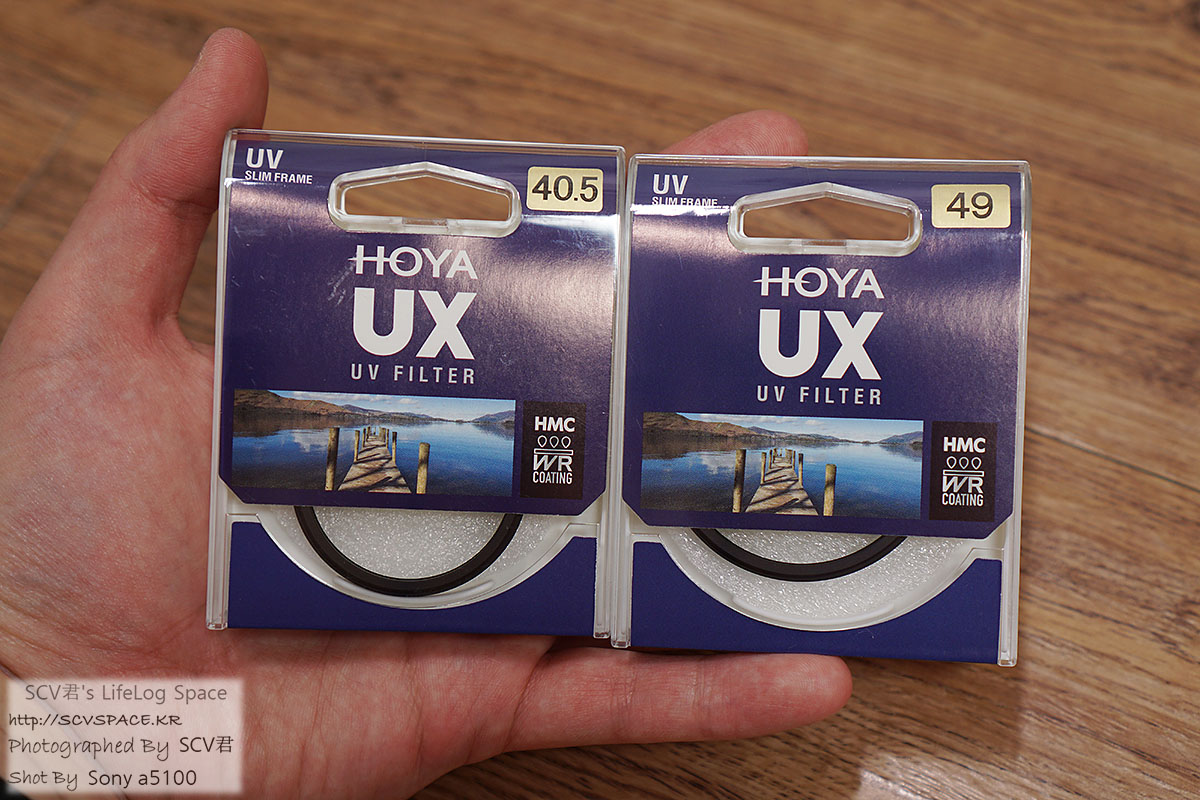 UV
SLIM FRAME
40.5
HOYA
UX
UV FILTER
HMC
WR
COATING
UV
SLIM FRAME
49
HOYA
UX
UV FILTER
HMC
WR
COATING
SCV君's LifeLog Space
http://SCVSPACE.KR
Photographed By SCV君
Shot By Sony a5100